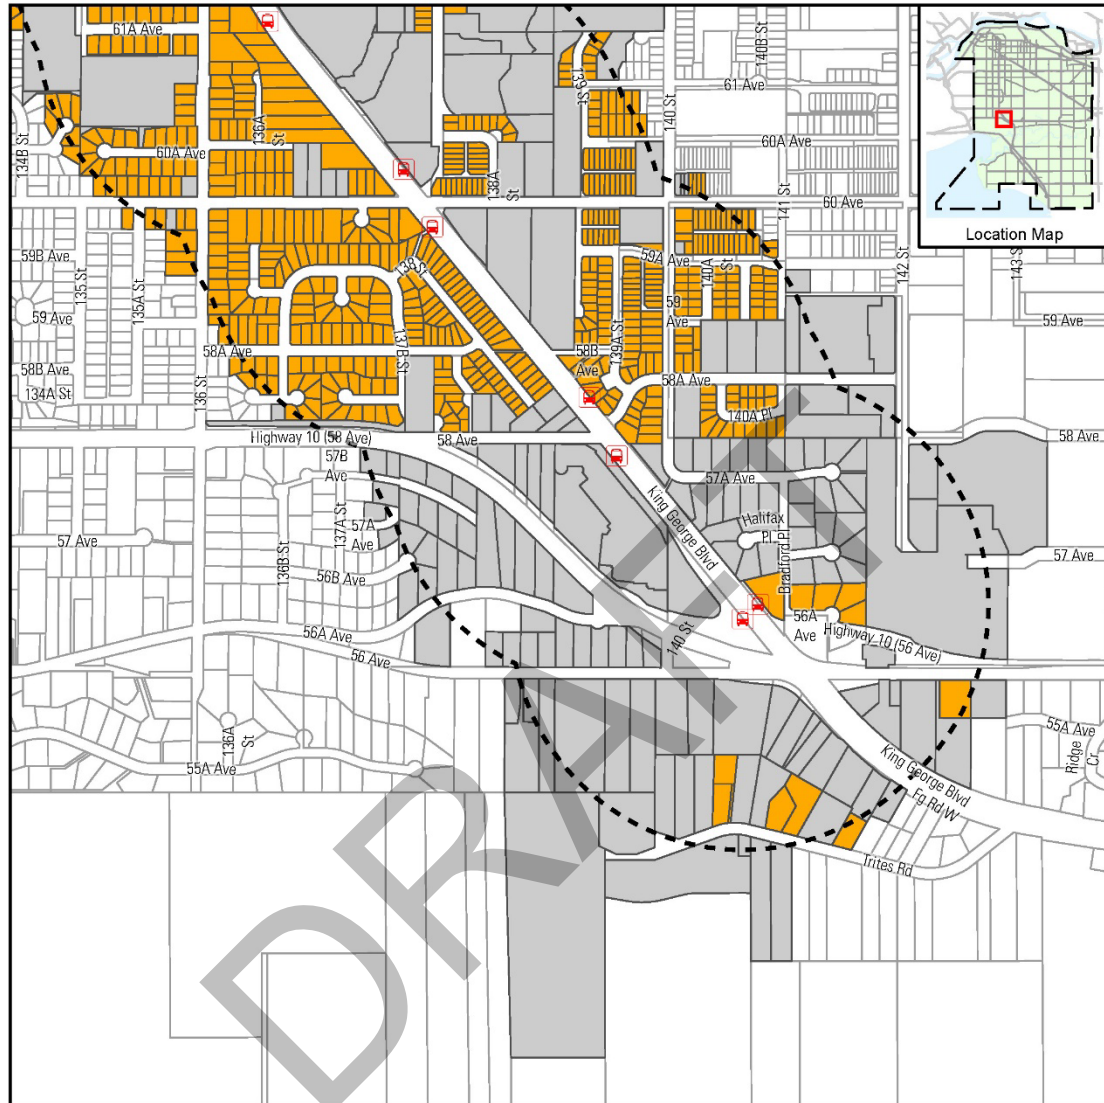 61A Ave
139 St
140B St
61 Ave
140 St
136A
St
134B St
60A Ave
60A Ave
138A
St
141 St
60 Ave
Location Map
59B Ave
135 St
135A St
138 St
59A Ave
140A
St
142 St
143 S
59 Ave
59
Ave
59 Ave
58A Ave
137B St
58B
Ave
139A St
58B Ave
58A Ave
134A St
136 St
140A Pl
Highway 10 (58 Ave)
58 Ave
58 Ave
57B
Ave
57A Ave
King George Blvd
Halifax
Pl
137A St
57A
Ave
57 Ave
Bradford Pl
57 Ave
136B St
56B Ave
56A Ave
56A
Ave
Highway 10 (56 Ave)
140 St
56 Ave
136A
St
55A Ave
55A Ave
Ridge
Cr
King George Blvd
Fg Rd W
Trites Rd
DRAFT